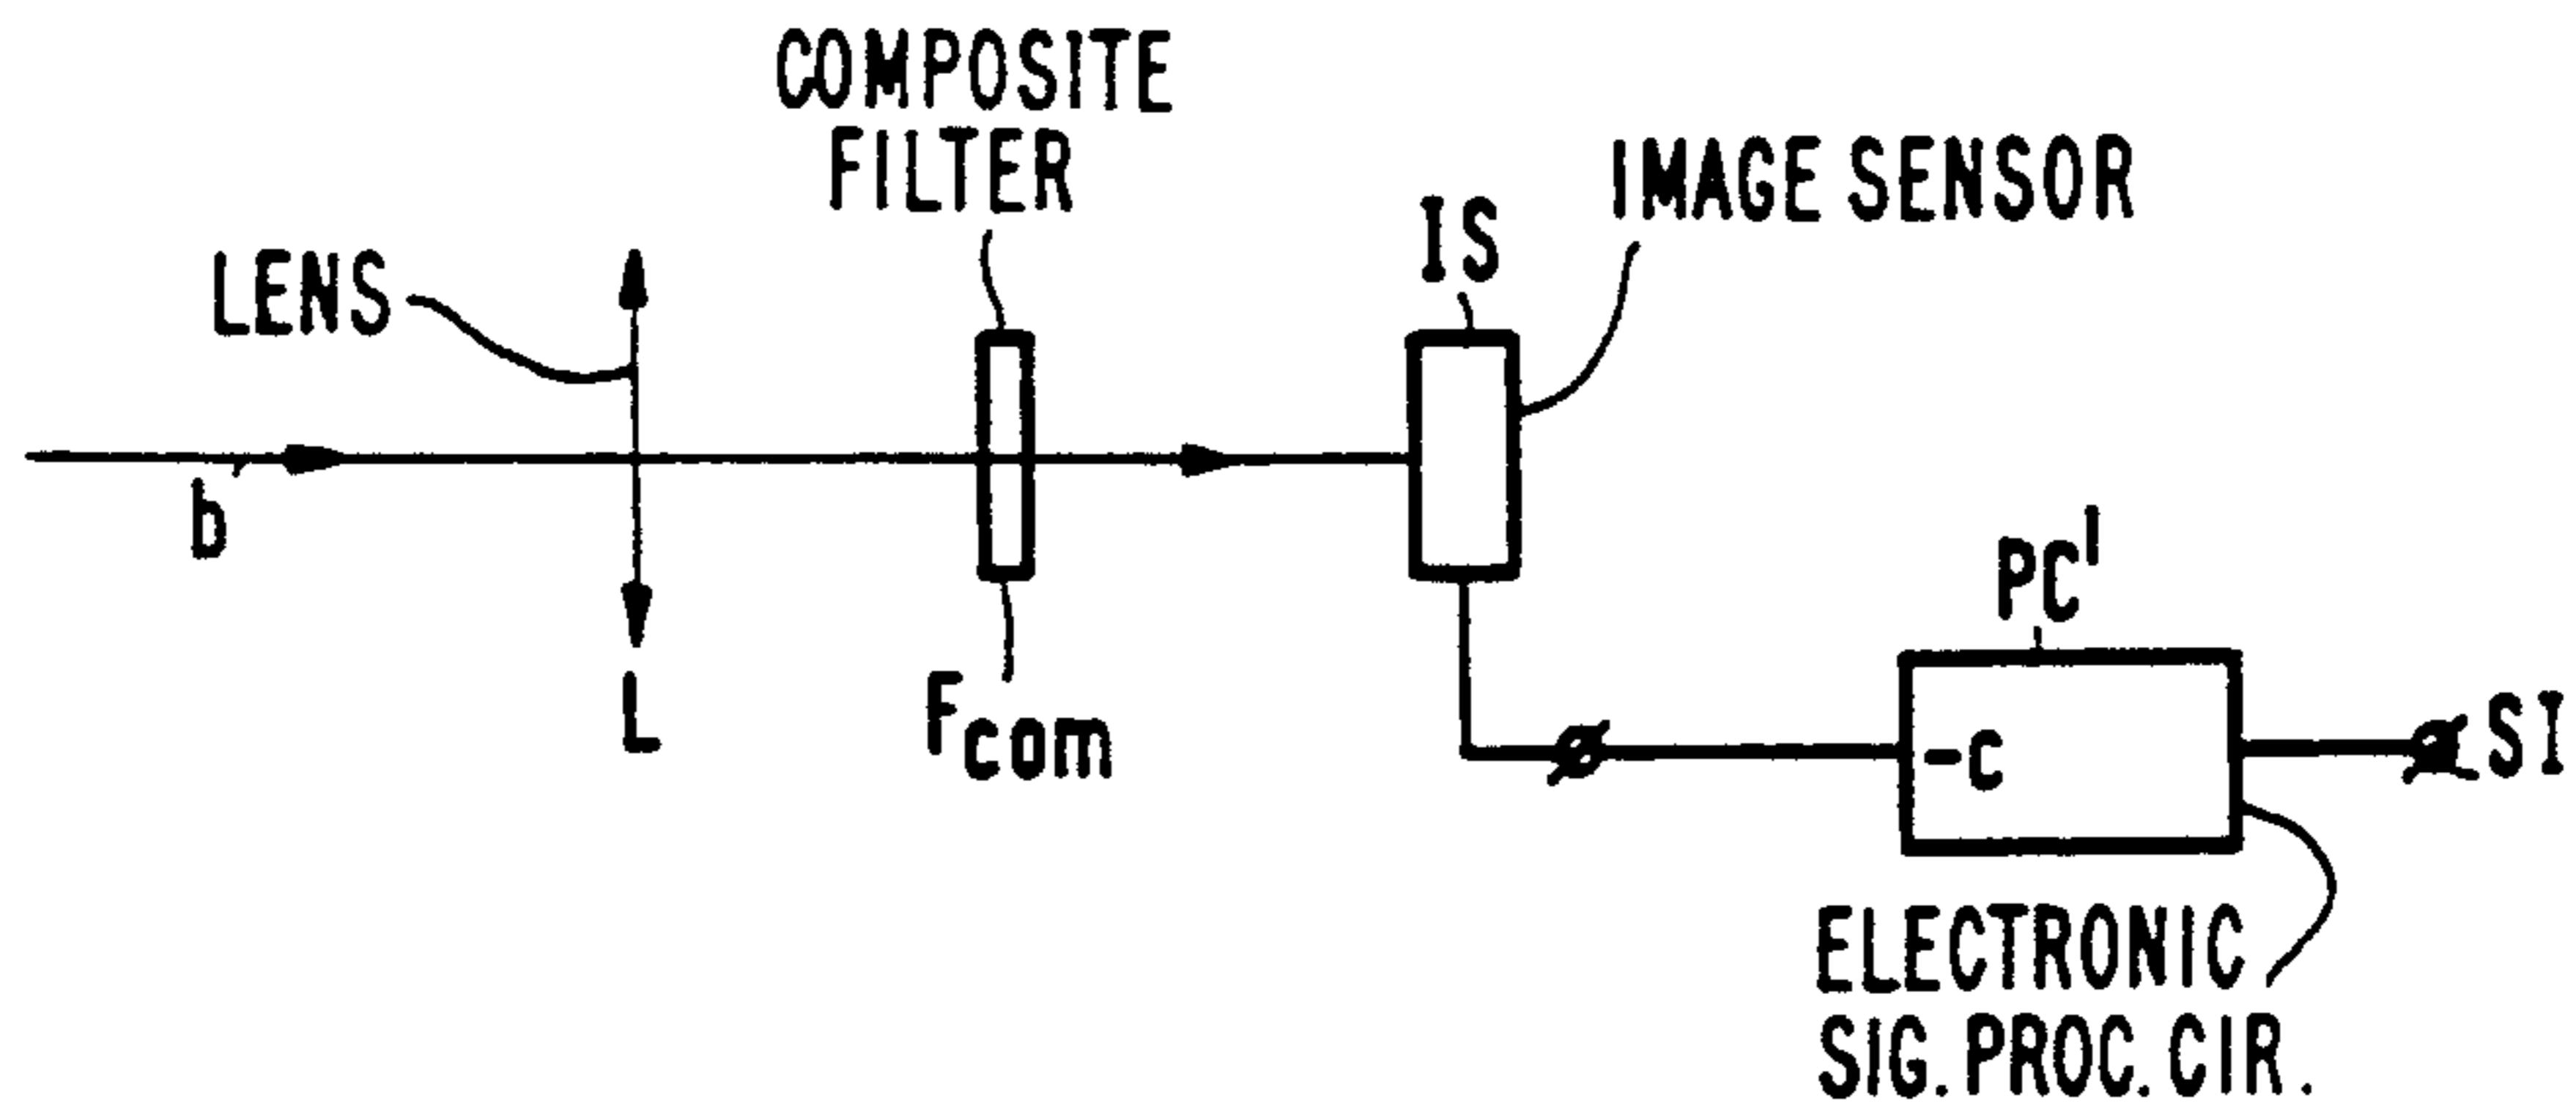 COMPOSITE
FILTER
LENS
IS
IMAGE SENSOR
b
L
Fcom
PC'
-C
SI
ELECTRONIC
SIG. PROC. CIR.